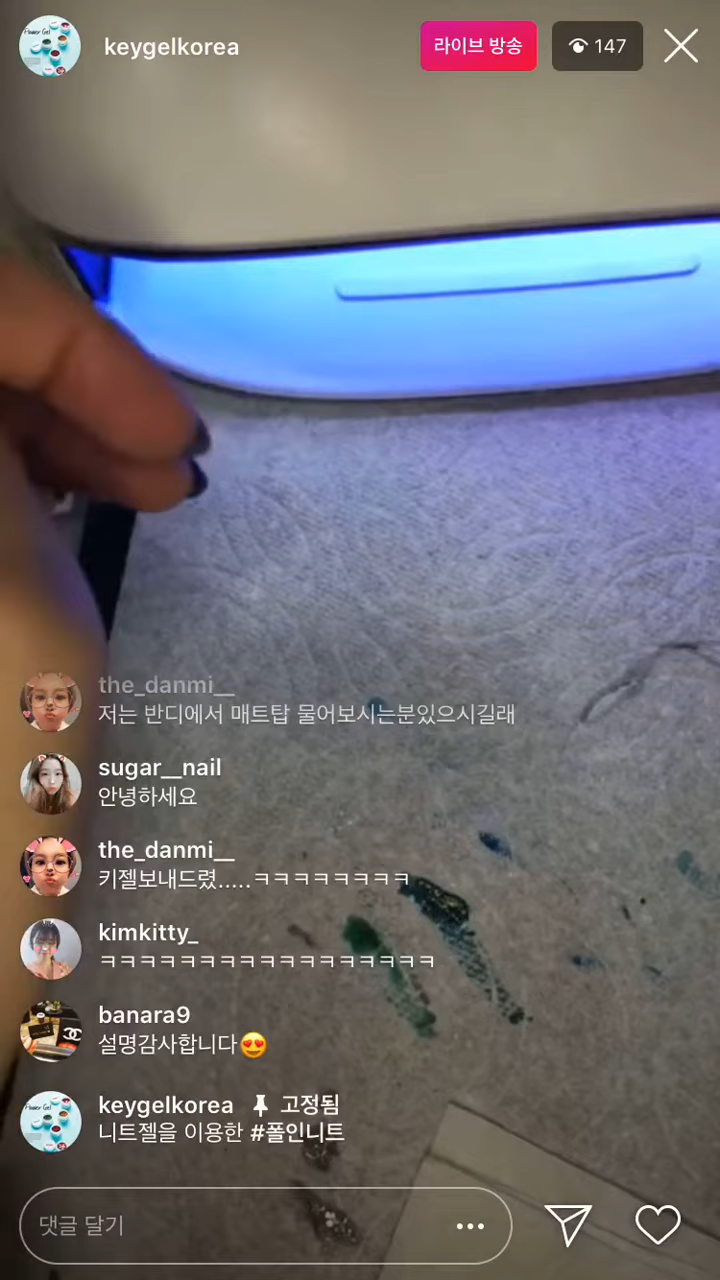 keygelkorea
라이브 방송
147
the_danmi__
저는 반디에서 매트탑 물어보시는분있으시길래
sugar__nail
안녕하세요
the_danmi__
키젤보내드렸.....ㅋㅋㅋㅋㅋㅋㅋㅋ
kimkitty_
ㅋㅋㅋㅋㅋㅋㅋㅋㅋㅋㅋㅋㅋㅋㅋㅋㅋ
banara9
설명감사합니다😍
keygelkorea 고정됨
니트젤을 이용한 #폴인니트
댓글 달기